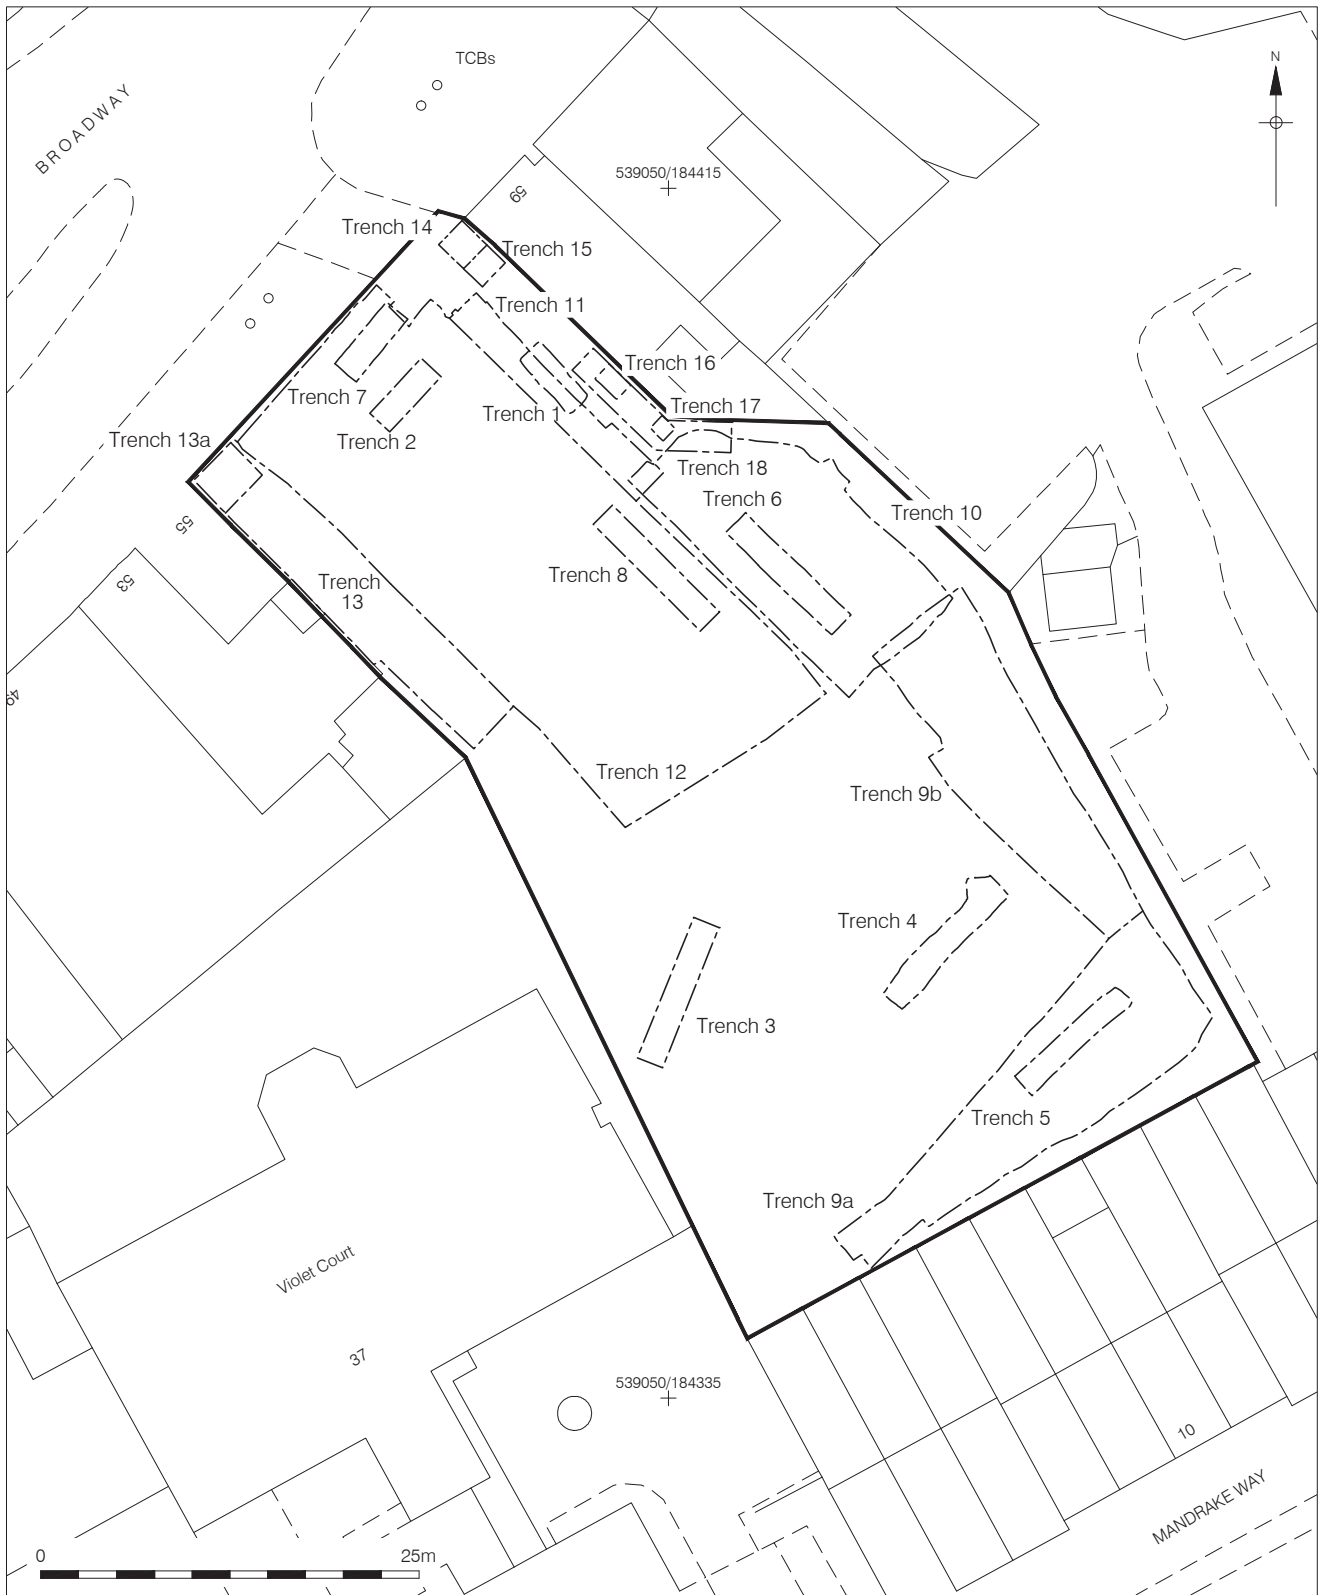 TCBs
N
BROADWAY
539050/184415
59
Trench 14
Trench 15
Trench 11
Trench 16
Trench 7
Trench 1
Trench 17
Trench 13a
Trench 2
Trench 18
Trench 6
Trench 10
55
53
Trench 8
Trench
13
49
Trench 12
Trench 9b
Trench 4
Trench 3
Trench 5
Trench 9a
Violet Court
37
539050/184335
10
MANDRAKE WAY
0
25m